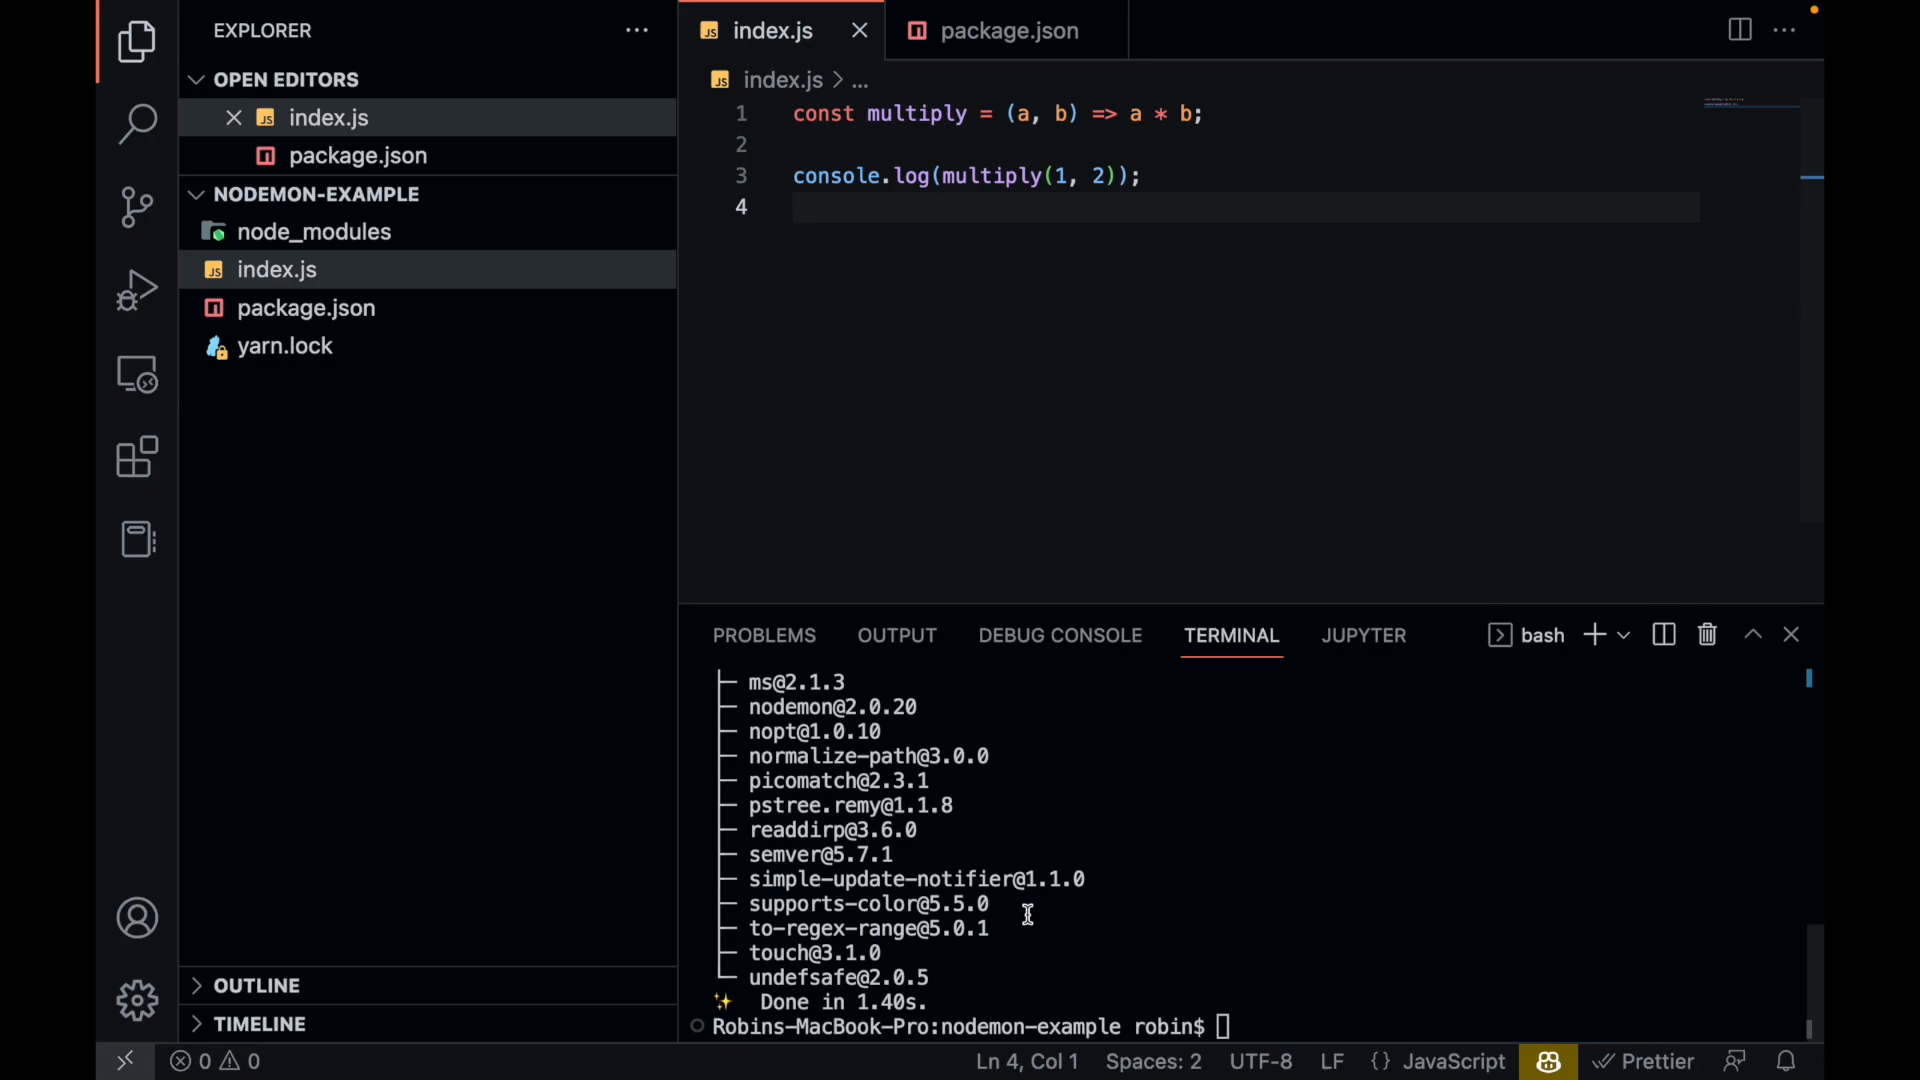 EXPLORER
OPEN EDITORS
index.js
package.json
NODEMON-EXAMPLE
node_modules
index.js
package.json
yarn.lock
OUTLINE
TIMELINE
index.js
package.json
index.js > ...
1 const multiply = (a, b) => a * b;
2
3 console.log(multiply(1, 2));
4
PROBLEMS OUTPUT DEBUG CONSOLE TERMINAL JUPYTER bash
├─ ms@2.1.3
├─ nodemon@2.0.20
├─ nopt@1.0.10
├─ normalize-path@3.0.0
├─ picomatch@2.3.1
├─ pstree.remy@1.1.8
├─ readdirp@3.6.0
├─ semver@5.7.1
├─ simple-update-notifier@1.1.0
├─ supports-color@5.5.0
├─ to-regex-range@5.0.1
├─ touch@3.1.0
└─ undefsafe@2.0.5
✨ Done in 1.40s.
Robins-MacBook-Pro:nodemon-example robin$
0 0 Ln 4, Col 1 Spaces: 2 UTF-8 LF {} JavaScript Prettier